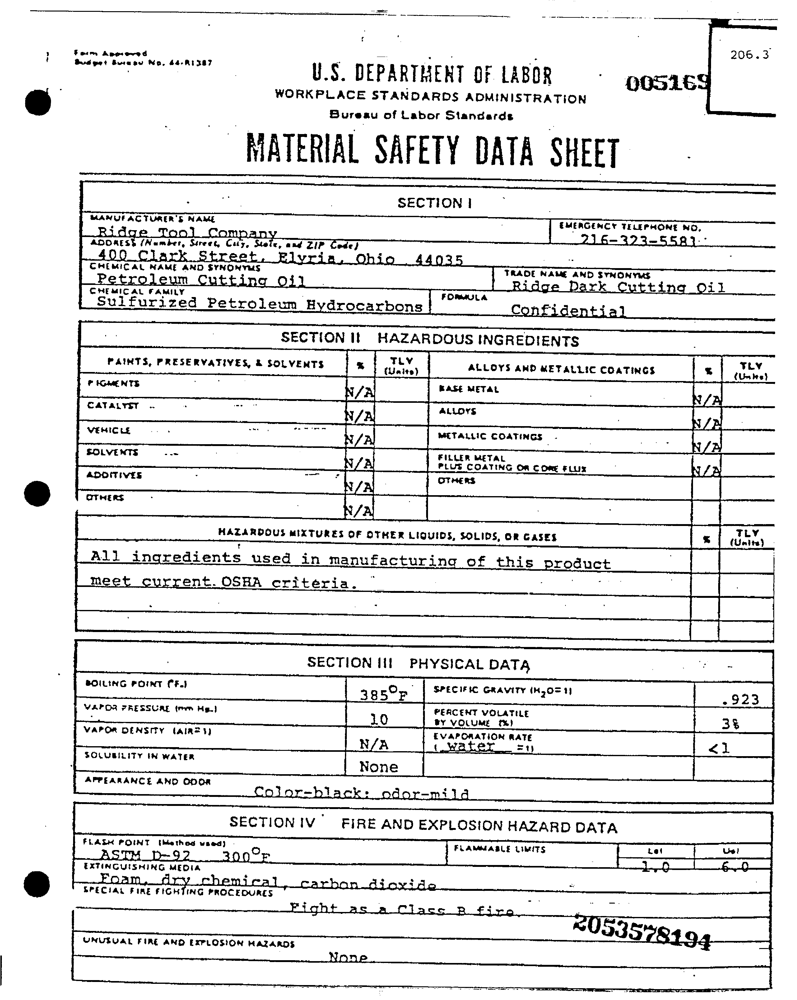 Form Approved
Budget Bureau No. 44-R1387
206.3
U.S. DEPARTMENT OF LABOR
005169
WORKPLACE STANDARDS ADMINISTRATION
Bureau of Labor Standards
MATERIAL SAFETY DATA SHEET
SECTION I
MANUFACTURER'S NAME
Ridge Tool Company
EMERGENCY TELEPHONE NO.
216-323-5581
ADDRESS (Number, Street, City, State, and ZIP Code)
400 Clark Street, Elyria, Ohio 44035
CHEMICAL NAME AND SYNONYMS
Petroleum Cutting Oil
TRADE NAME AND SYNONYMS
Ridge Dark Cutting Oil
CHEMICAL FAMILY
Sulfurized Petroleum Hydrocarbons
FORMULA
Confidential
SECTION II HAZARDOUS INGREDIENTS
PAINTS, PRESERVATIVES, & SOLVENTS % TLV (Units) ALLOYS AND METALLIC COATINGS % TLV (Units)
PIGMENTS N/A BASE METAL N/A
CATALYST N/A ALLOYS N/A
VEHICLE N/A METALLIC COATINGS N/A
SOLVENTS N/A FILLER METAL PLUS COATING OR CORE FLUX N/A
ADDITIVES N/A OTHERS
OTHERS N/A
HAZARDOUS MIXTURES OF OTHER LIQUIDS, SOLIDS, OR GASES % TLV (Units)
All ingredients used in manufacturing of this product
meet current OSHA criteria.
SECTION III PHYSICAL DATA
BOILING POINT (°F.) 385°F SPECIFIC GRAVITY (H2O=1) .923
VAPOR PRESSURE (mm Hg.) 10 PERCENT VOLATILE BY VOLUME (%) 3%
VAPOR DENSITY (AIR=1) N/A EVAPORATION RATE ( water =1) <1
SOLUBILITY IN WATER None
APPEARANCE AND ODOR
Color-black; odor-mild
SECTION IV FIRE AND EXPLOSION HAZARD DATA
FLASH POINT (Method used)
ASTM D-92 300°F
FLAMMABLE LIMITS
Lel
1.0
Uel
6.0
EXTINGUISHING MEDIA
Foam, dry chemical, carbon dioxide
SPECIAL FIRE FIGHTING PROCEDURES
Fight as a Class B fire.
2053578194
UNUSUAL FIRE AND EXPLOSION HAZARDS
None